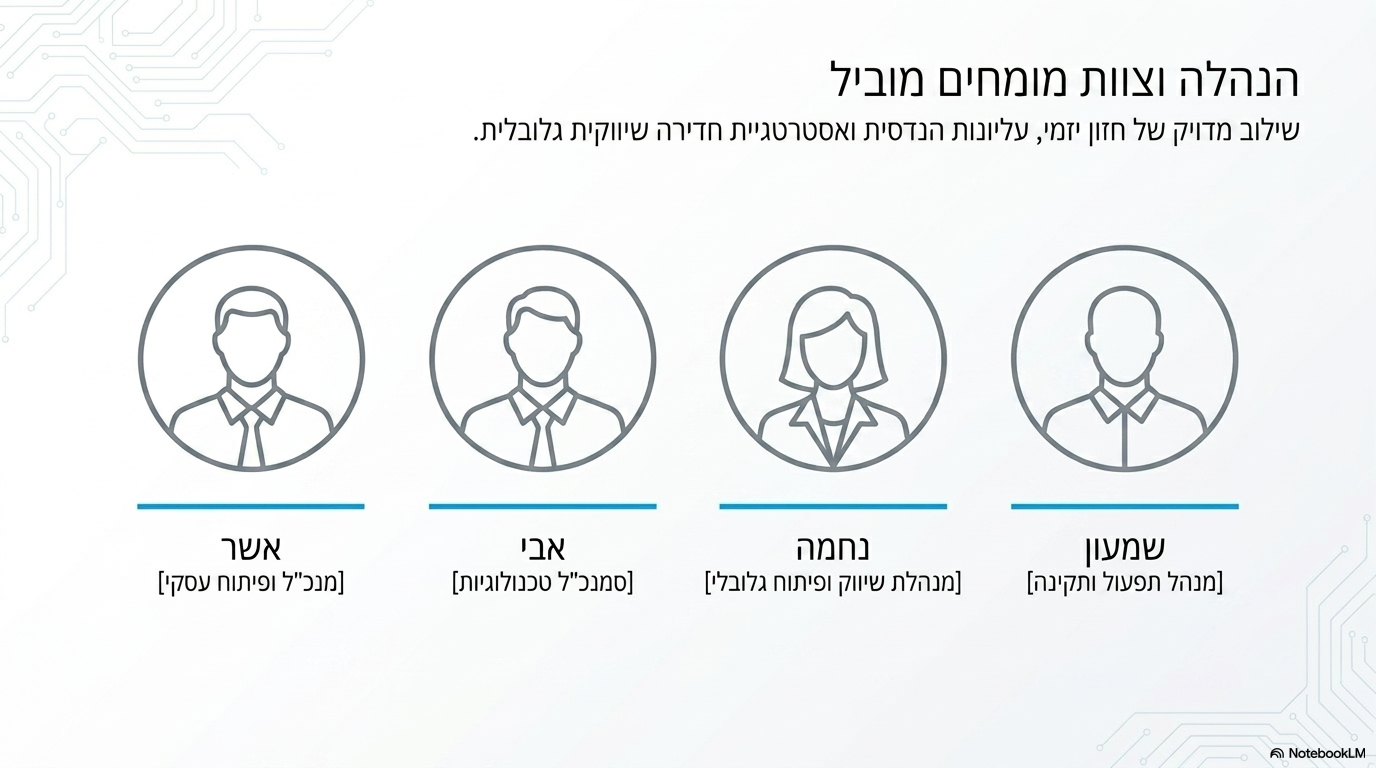 הנהלה וצוות מומחים מוביל
שילוב מדויק של חזון יזמי, עליונות הנדסית ואסטרטגיית חדירה שיווקית גלובלית.
שמעון
[מנהל תפעול ותקינה]
נחמה
[מנהלת שיווק ופיתוח גלובלי]
אבי
[סמנכ"ל טכנולוגיות]
אשר
[מנכ"ל ופיתוח עסקי]
NotebookLM